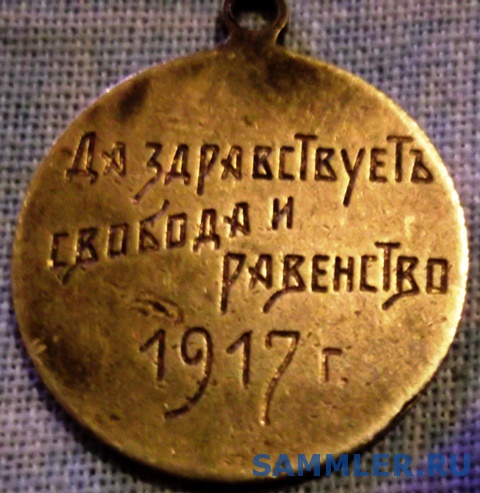 Да здравствуетъ
свобода и
равенство
1917 г.
SAMMLER.RU